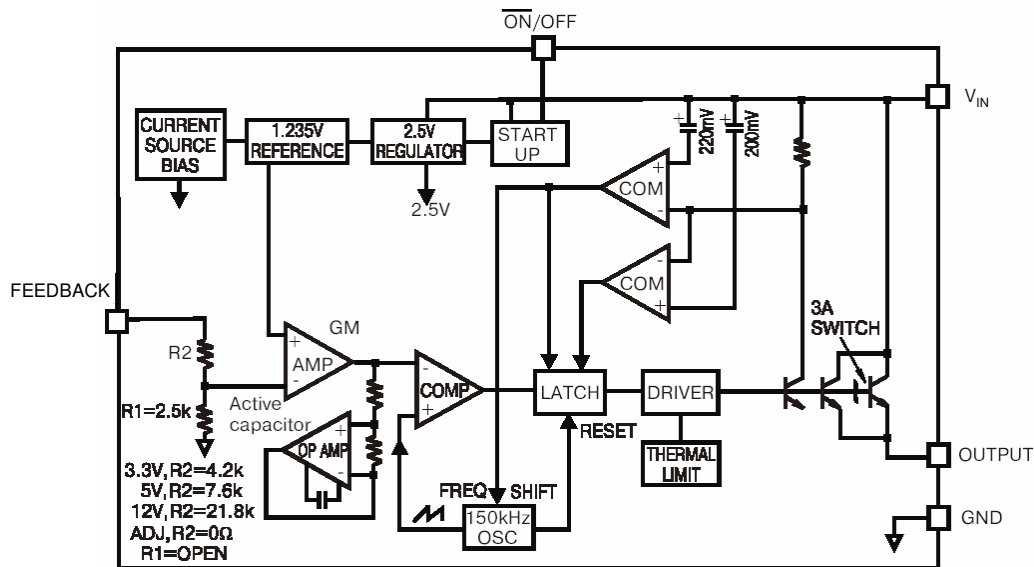 ON/OFF
VIN
CURRENT
SOURCE
BIAS
1.235V
REFERENCE
2.5V
REGULATOR
START
UP
+
220mV
+
200mV
2.5V
+
COM
-
-
COM
+
FEEDBACK
R2
R1=2.5k
GM
+
AMP
-
Active
capacitor
+
OP AMP
-
-
COMP
+
LATCH
DRIVER
3A
SWITCH
RESET
THERMAL
LIMIT
OUTPUT
3.3V, R2=4.2k
5V, R2=7.6k
12V, R2=21.8k
ADJ, R2=0Ω
R1=OPEN
FREQ SHIFT
150kHz
OSC
GND